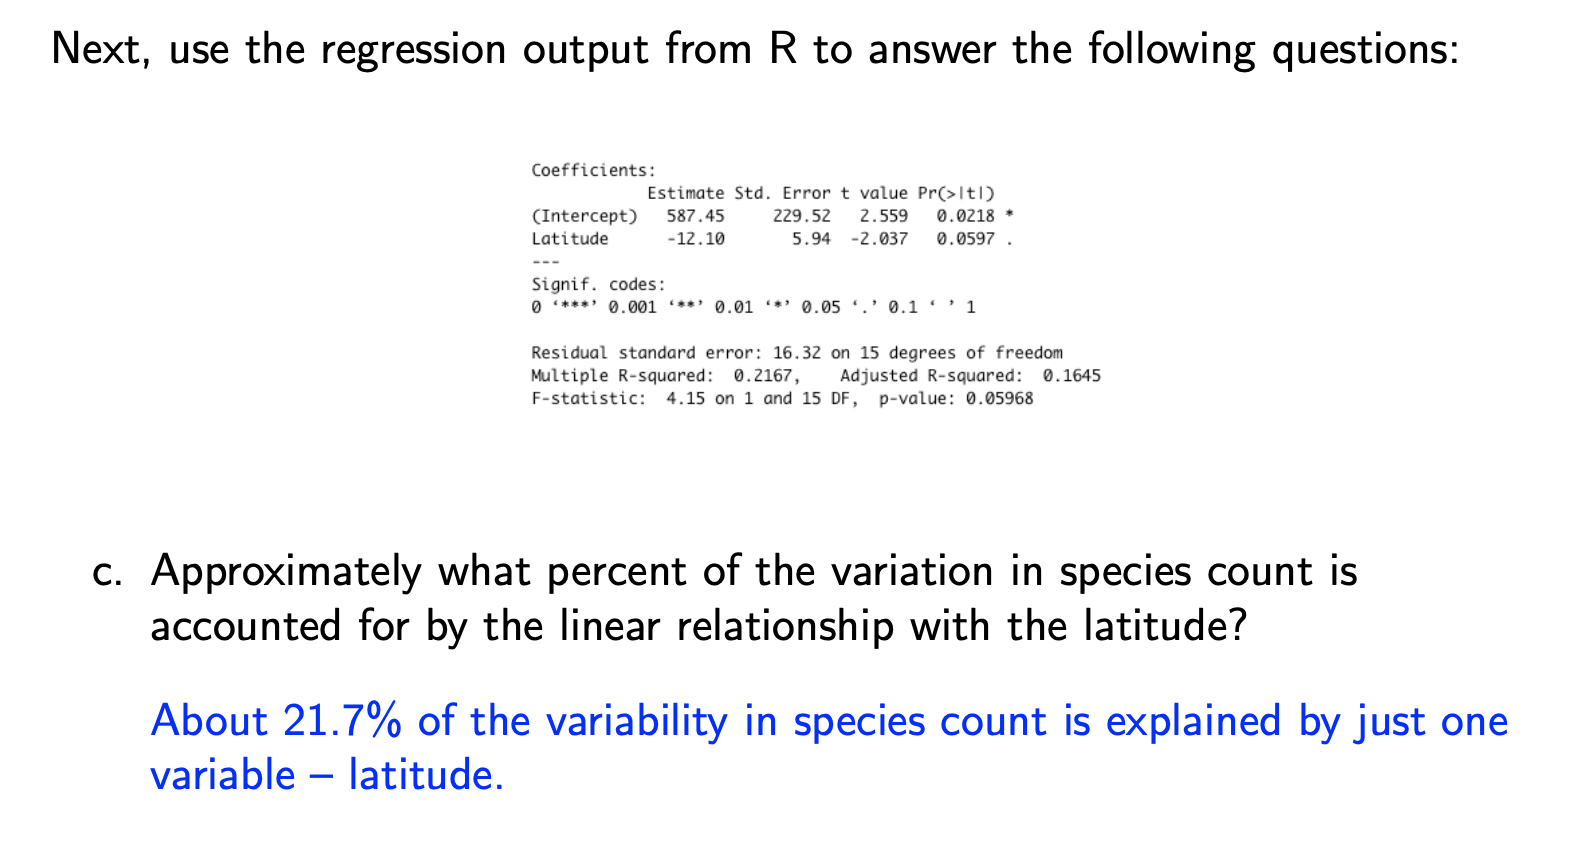 Next, use the regression output from R to answer the following questions:
Coefficients:
Estimate Std. Error t value Pr(>|t|)
(Intercept) 587.45 229.52 2.559 0.0218 *
Latitude -12.10 5.94 -2.037 0.0597 .
---
Signif. codes:
0 ‘***’ 0.001 ‘**’ 0.01 ‘*’ 0.05 ‘.’ 0.1 ‘ ’ 1
Residual standard error: 16.32 on 15 degrees of freedom
Multiple R-squared: 0.2167, Adjusted R-squared: 0.1645
F-statistic: 4.15 on 1 and 15 DF, p-value: 0.05968
c. Approximately what percent of the variation in species count is
accounted for by the linear relationship with the latitude?
About 21.7% of the variability in species count is explained by just one
variable – latitude.